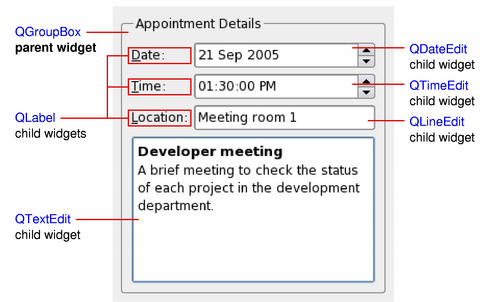 Appointment Details
QGroupBox
parent widget
Date:
21 Sep 2005
QDateEdit
child widget
Time:
01:30:00 PM
QTimeEdit
child widget
QLabel
child widgets
Location:
Meeting room 1
QLineEdit
child widget
Developer meeting
A brief meeting to check the status
of each project in the development
department.
QTextEdit
child widget